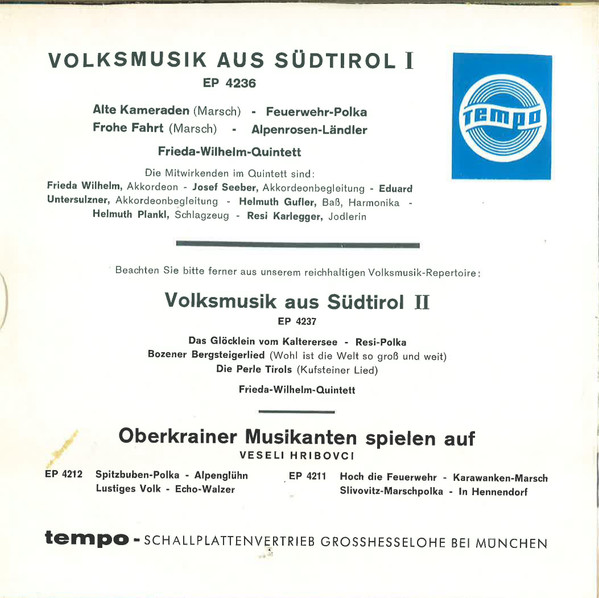 VOLKSMUSIK AUS SÜDTIROL I
EP 4236
Alte Kameraden (Marsch) - Feuerwehr-Polka
Frohe Fahrt (Marsch) - Alpenrosen-Ländler
Frieda-Wilhelm-Quintett
Tempo
Die Mitwirkenden im Quintett sind:
Frieda Wilhelm, Akkordeon - Josef Seeber, Akkordeonbegleitung - Eduard
Untersulzner, Akkordeonbegleitung - Helmuth Gufler, Baß, Harmonika -
Helmuth Plankl, Schlagzeug - Resi Karlegger, Jodlerin
Beachten Sie bitte ferner aus unserem reichhaltigen Volksmusik-Repertoire:
Volksmusik aus Südtirol II
EP 4237
Das Glöcklein vom Kalterersee - Resi-Polka
Bozener Bergsteigerlied (Wohl ist die Welt so groß und weit)
Die Perle Tirols (Kufsteiner Lied)
Frieda-Wilhelm-Quintett
Oberkrainer Musikanten spielen auf
VESELI HRIBOVCI
EP 4212 Spitzbuben-Polka - Alpenglühn
Lustiges Volk - Echo-Walzer
EP 4211 Hoch die Feuerwehr - Karawanken-Marsch
Slivovitz-Marschpolka - In Hennendorf
tempo - SCHALLPLATTENVERTRIEB GROSSHESSELOHE BEI MÜNCHEN